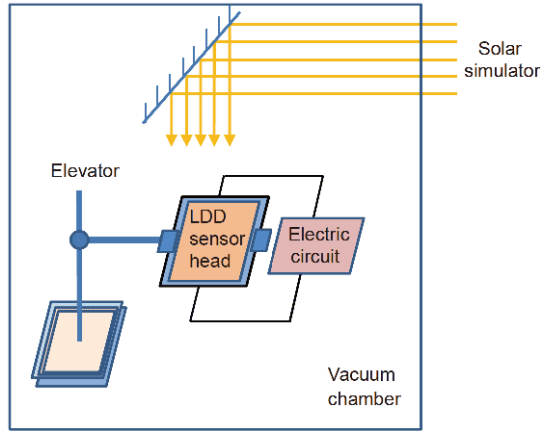 Solar
simulator
Elevator
LDD
sensor
head
Electric
circuit
Vacuum
chamber